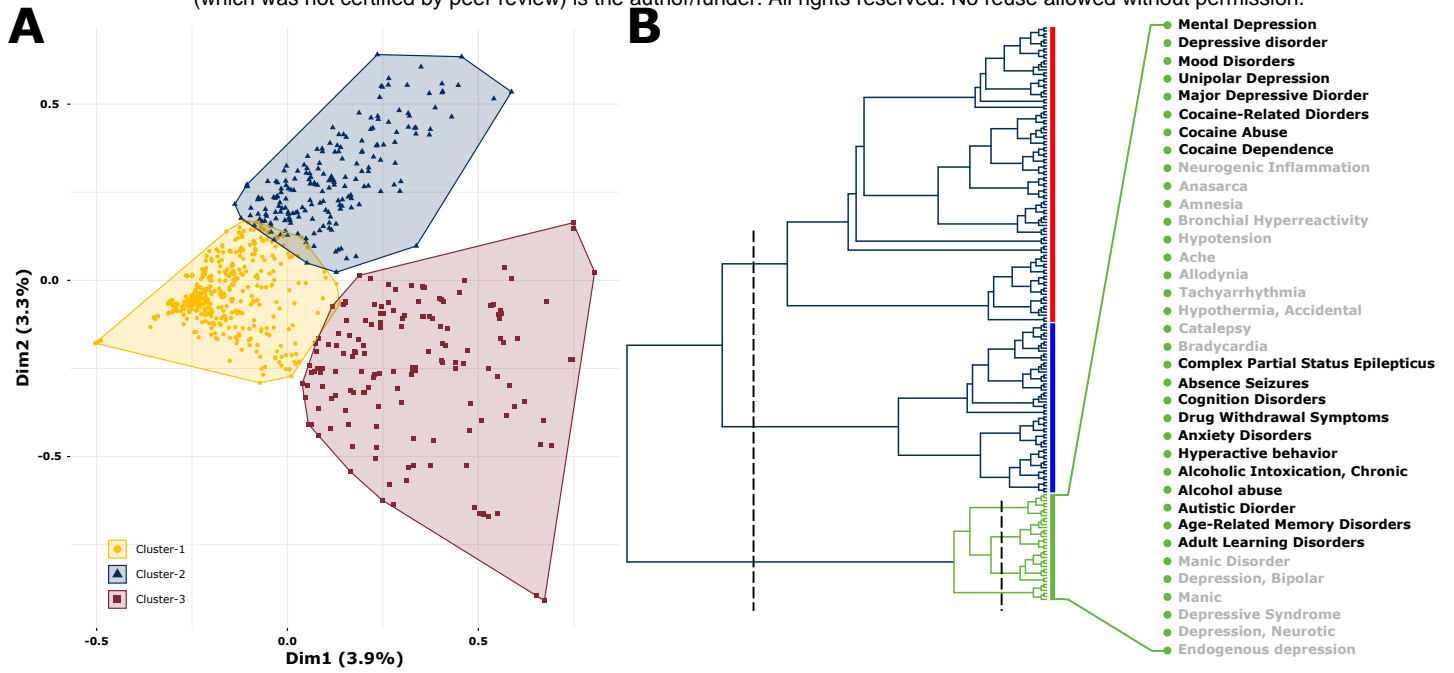 (which was not certified by peer review) is the author/funder. All rights reserved. No reuse allowed without permission.
A
B
0.5
0.0
-0.5
Dim2 (3.3%)
Cluster-1
Cluster-2
Cluster-3
-0.5
0.0
0.5
Dim1 (3.9%)
Mental Depression
Depressive disorder
Mood Disorders
Unipolar Depression
Major Depressive Diorder
Cocaine-Related Diorders
Cocaine Abuse
Cocaine Dependence
Neurogenic Inflammation
Anasarca
Amnesia
Bronchial Hyperreactivity
Hypotension
Ache
Allodynia
Tachyarrhythmia
Hypothermia, Accidental
Catalepsy
Bradycardia
Complex Partial Status Epilepticus
Absence Seizures
Cognition Disorders
Drug Withdrawal Symptoms
Anxiety Disorders
Hyperactive behavior
Alcoholic Intoxication, Chronic
Alcohol abuse
Autistic Diorder
Age-Related Memory Disorders
Adult Learning Disorders
Manic Disorder
Depression, Bipolar
Manic
Depressive Syndrome
Depression, Neurotic
Endogenous depression